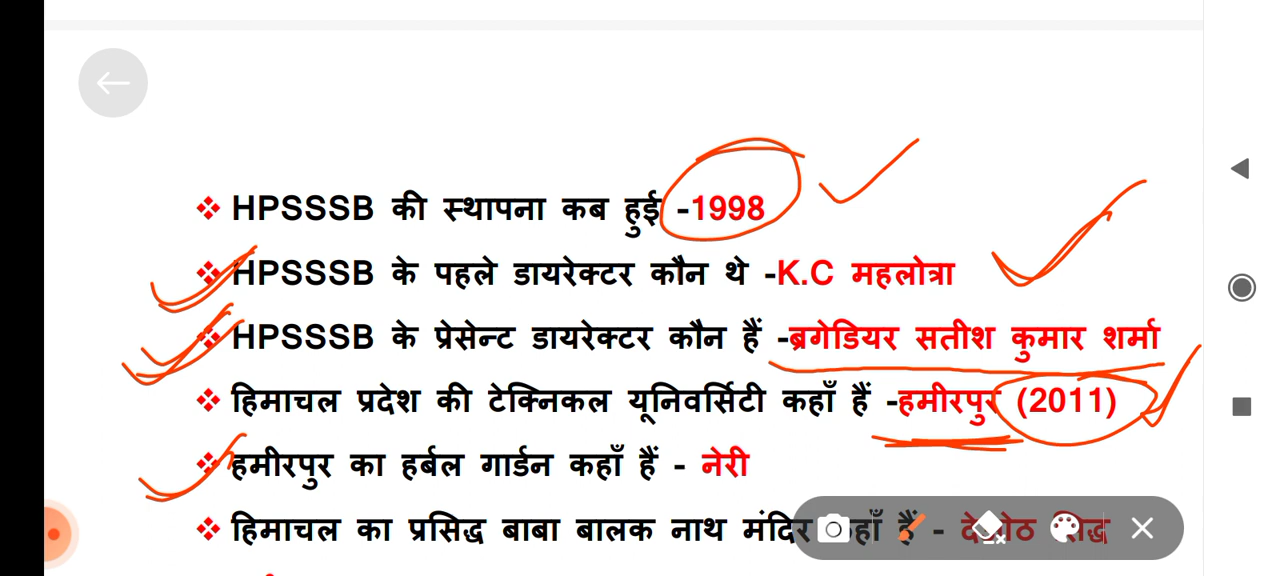 ❖ HPSSSB की स्थापना कब हुई -1998
❖ HPSSSB के पहले डायरेक्टर कौन थे -K.C महलोत्रा
❖ HPSSSB के प्रेसेन्ट डायरेक्टर कौन हैं -ब्रगेडियर सतीश कुमार शर्मा
❖ हिमाचल प्रदेश की टेक्निकल यूनिवर्सिटी कहाँ हैं -हमीरपुर (2011)
❖ हमीरपुर का हर्बल गार्डन कहाँ हैं - नेरी
❖ हिमाचल का प्रसिद्ध बाबा बालक नाथ मंदिर कहाँ हैं -